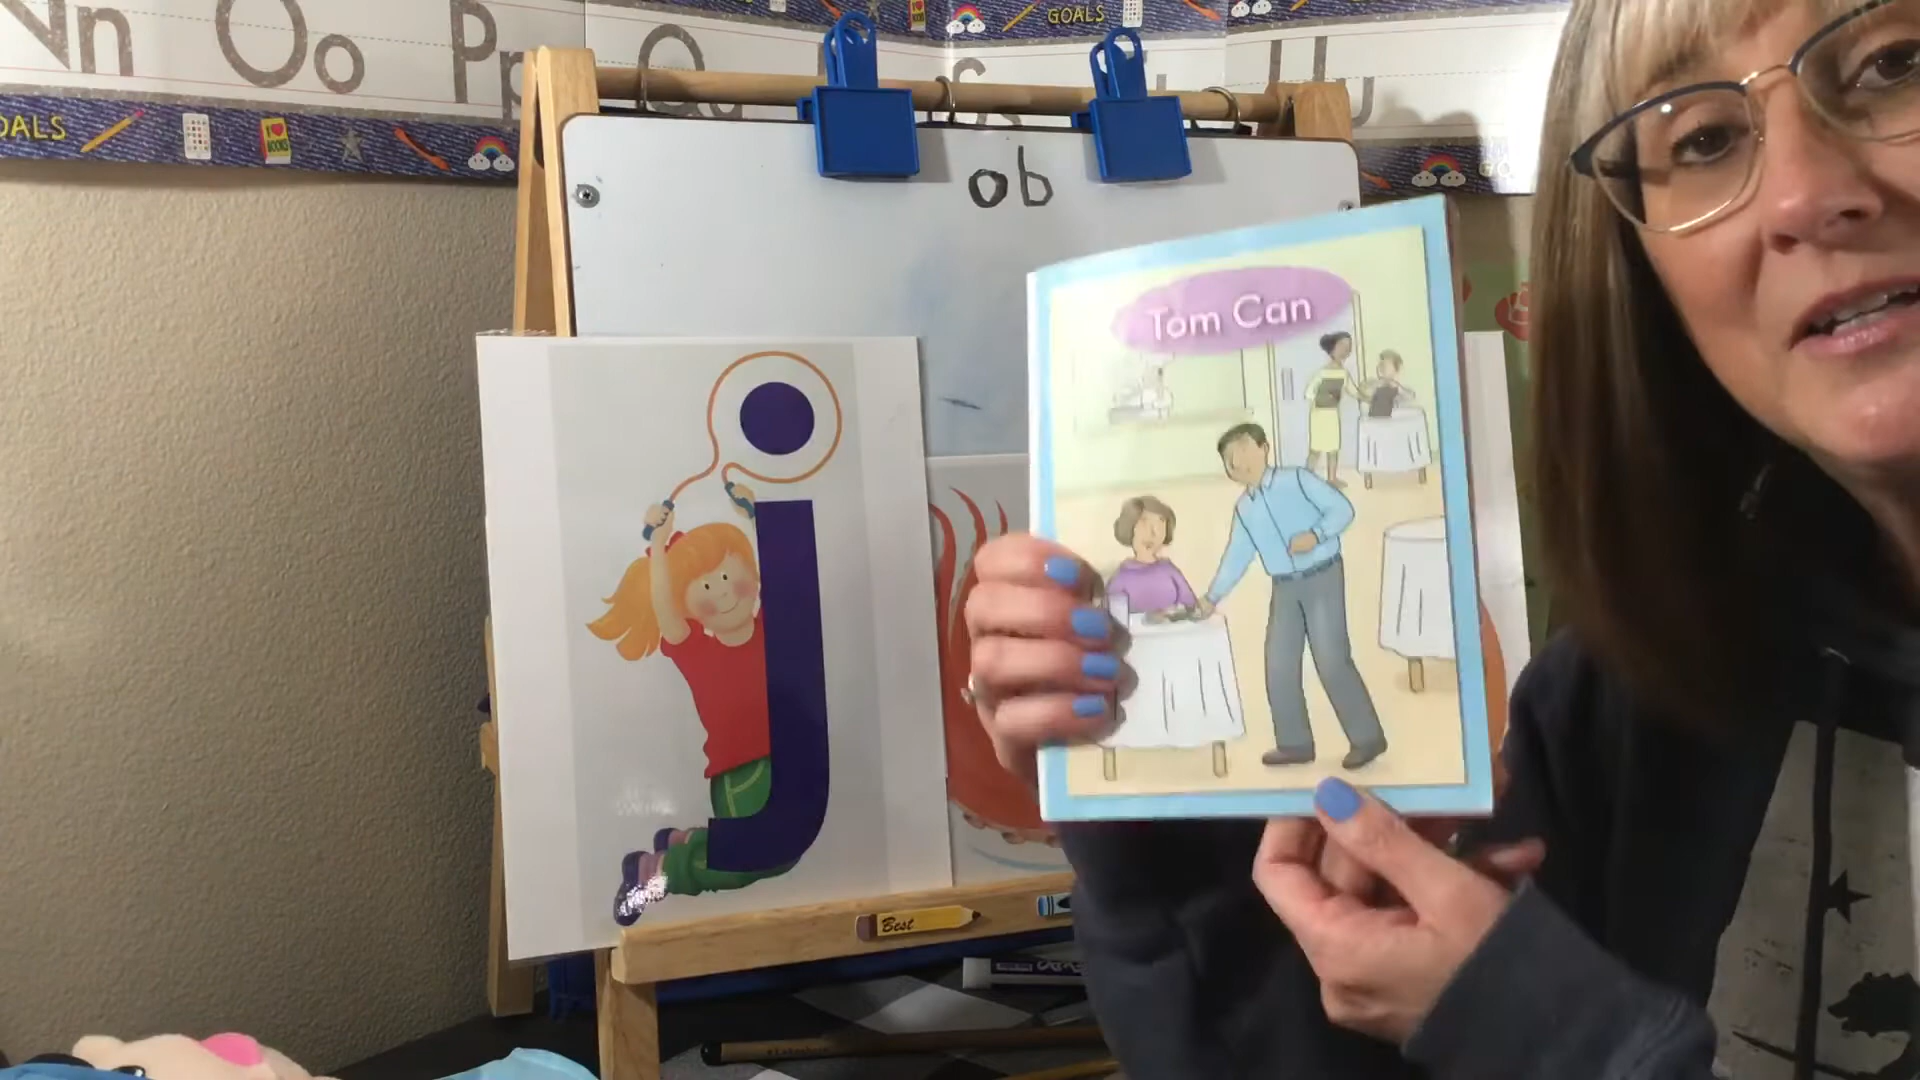 Nn Oo Pp Q
GOALS
GOALS
I ♥ BOOKS
ob
Tom Can
j
Best